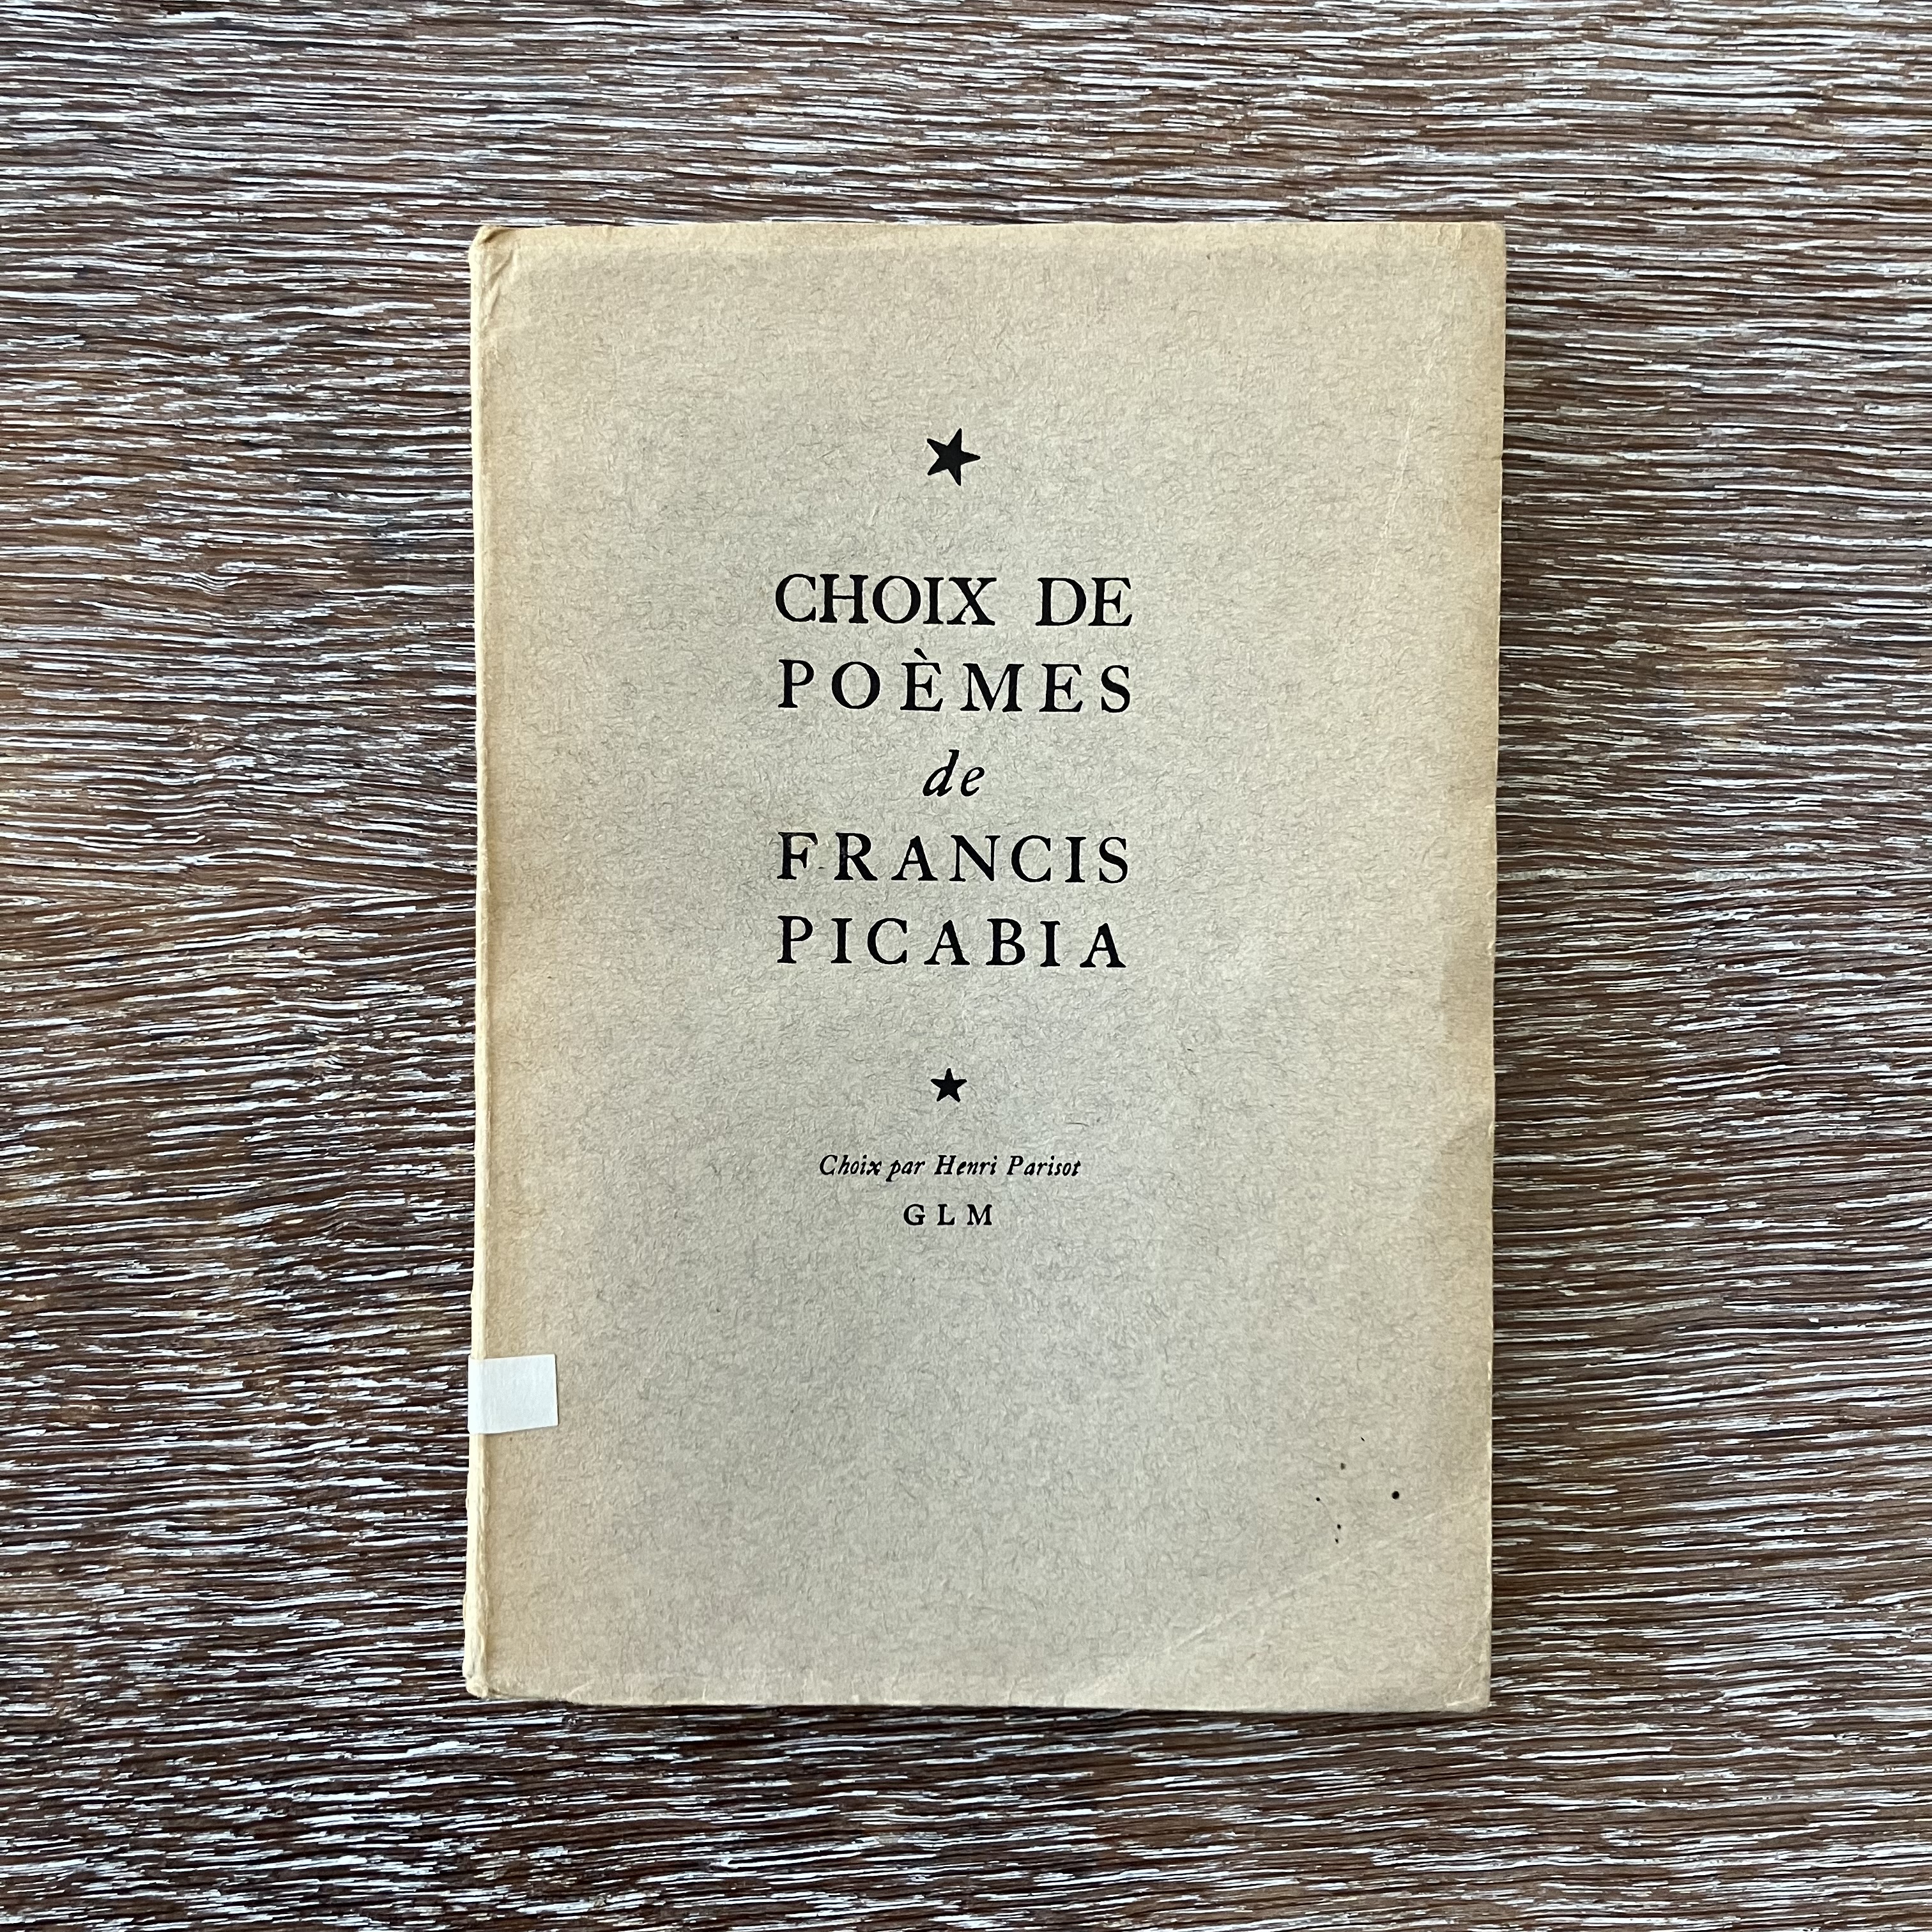 CHOIX DE
POÈMES
de
FRANCIS
PICABIA
Choix par Henri Parisot
GLM